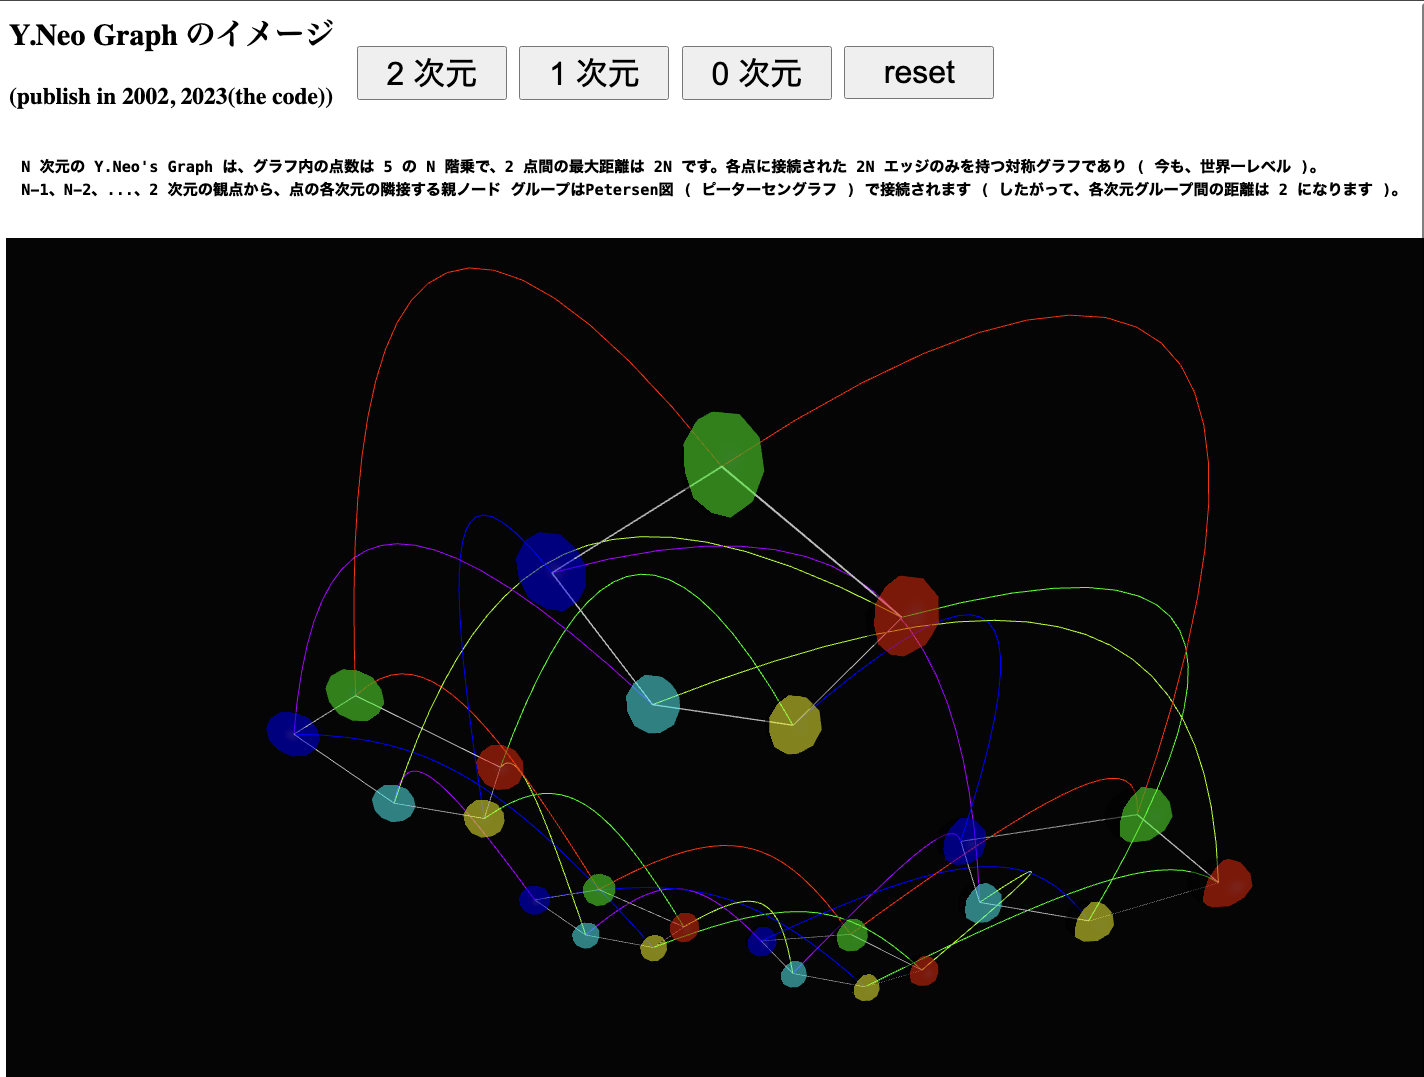 Y.Neo Graph のイメージ
(publish in 2002, 2023(the code))
2 次元
1 次元
0 次元
reset
N 次元の Y.Neo's Graph は、グラフ内の点数は 5 の N 階乗で、2 点間の最大距離は 2N です。各点に接続された 2N エッジのみを持つ対称グラフであり ( 今も、世界一レベル )。
N−1、N−2、...、2 次元の観点から、点の各次元の隣接する親ノード グループはPetersen図 ( ピーターセングラフ ) で接続されます ( したがって、各次元グループ間の距離は 2 になります )。